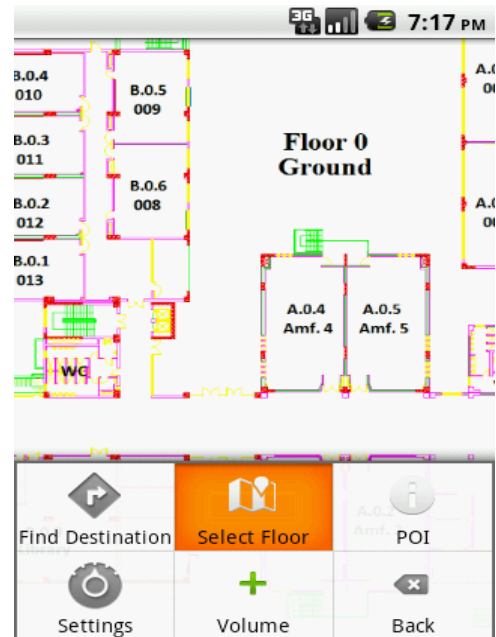 3G 7:17 PM
B.0.4
010
B.0.5
009
B.0.3
011
Floor 0
Ground
B.0.6
008
B.0.2
012
B.0.1
013
A.0.4
Amf. 4
A.0.5
Amf. 5
WC
Find Destination
Select Floor
POI
Settings
Volume
Back